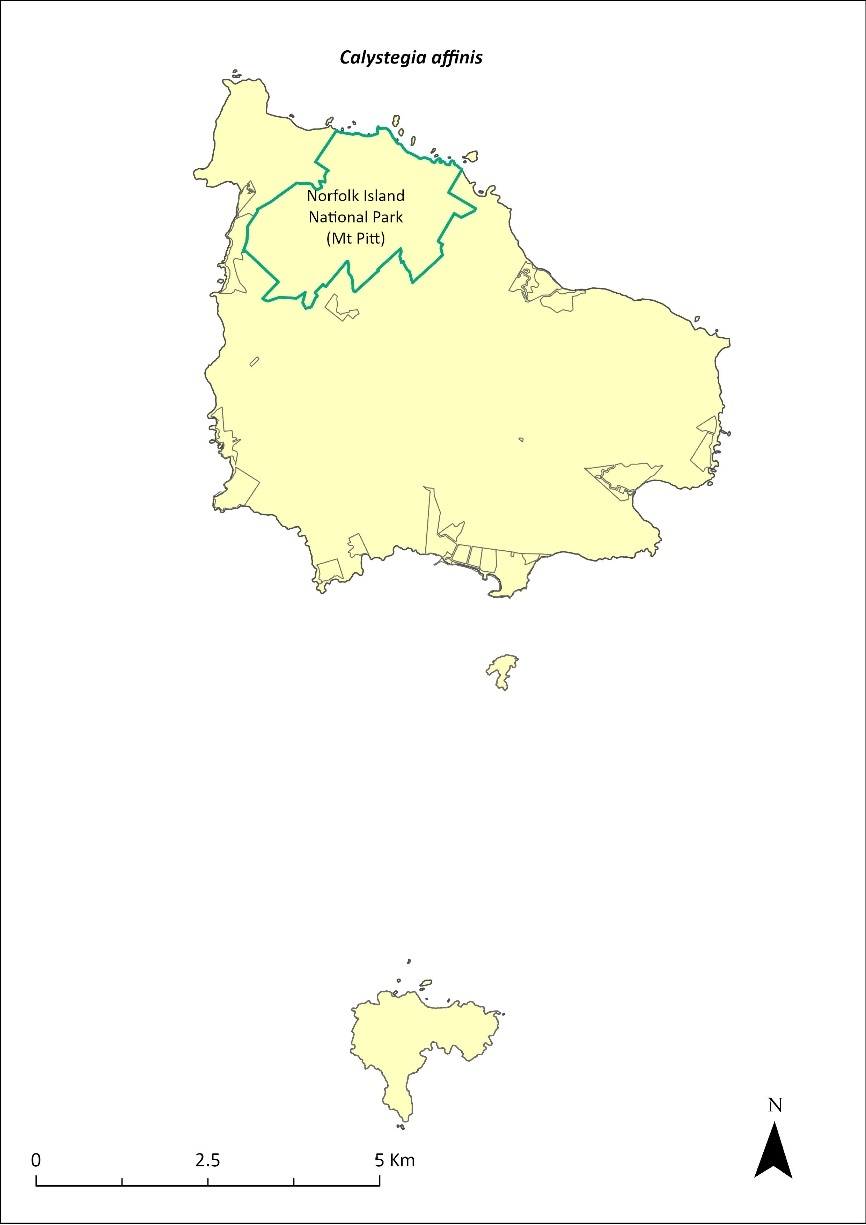 Calystegia affinis
Norfolk Island
National Park
(Mt Pitt)
N
0 2.5 5 Km